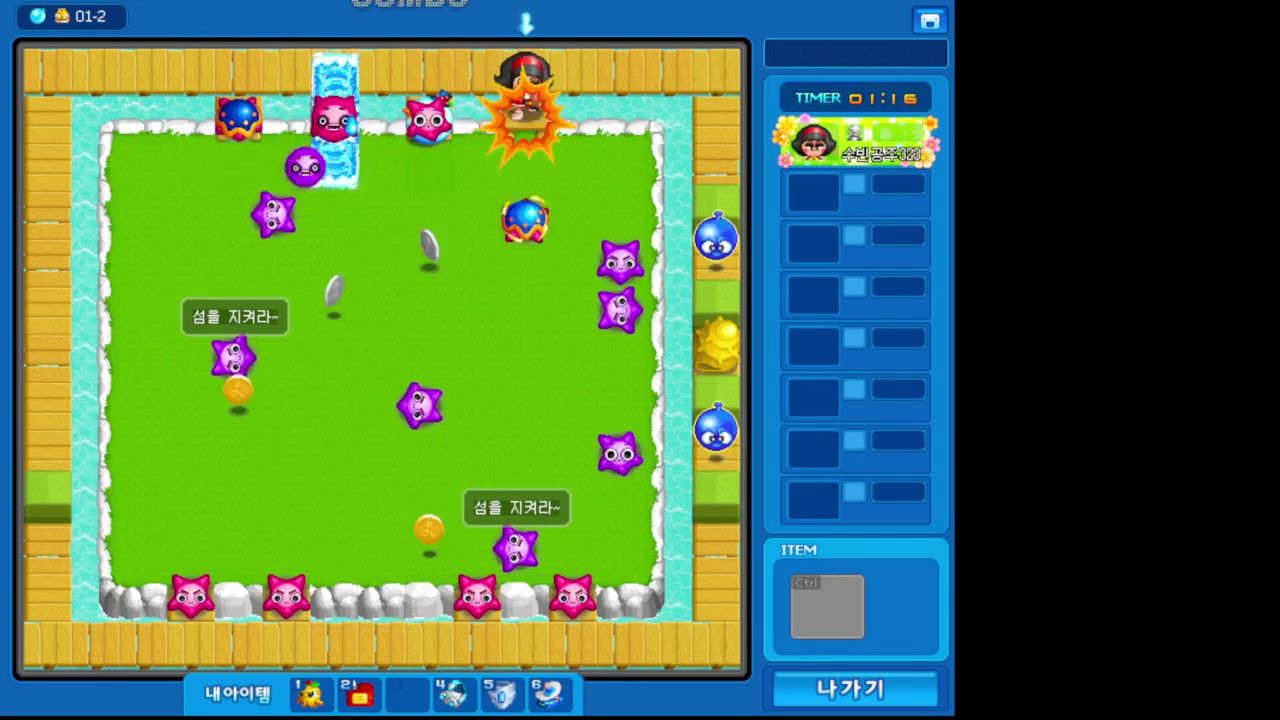 01-2
TIMER 01:16
수빈공주323
섬을 지켜라~
섬을 지켜라~
ITEM
Ctrl
내아이템
1
2
4
5
6
나가기